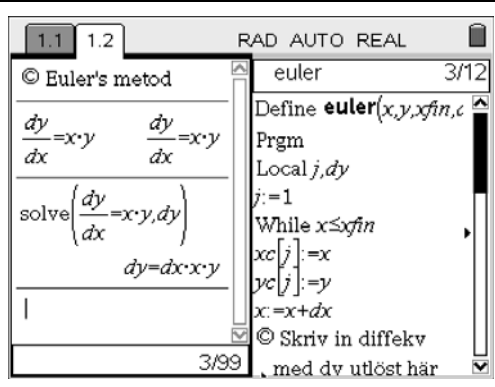 1.1 1.2 RAD AUTO REAL
© Euler's metod
dy/dx=x·y dy/dx=x·y
solve(dy/dx=x·y,dy)
dy=dx·x·y
3/99
euler 3/12
Define euler(x,y,xfin,
Prgm
Local j,dy
j:=1
While x≤xfin
xc[j]:=x
yc[j]:=y
x:=x+dx
© Skriv in diffekv
med dy utlöst här